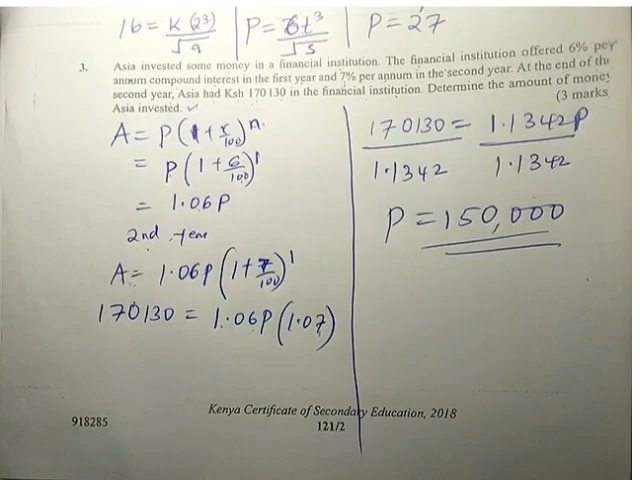 16 = K(2³)/√9
P = 6t³/√s
P = 27
3. Asia invested some money in a financial institution. The financial institution offered 6% per
annum compound interest in the first year and 7% per annum in the second year. At the end of the
second year, Asia had Ksh 170 130 in the financial institution. Determine the amount of money
Asia invested. ✓
(3 marks
A = P(1+r/100)ⁿ·
= P(1+6/100)¹
= 1.06P
2nd year
A = 1.06P(1+7/100)¹
170130 = 1.06P(1.07)
170130 = 1.1342P
1.1342 1.1342
P = 150,000
Kenya Certificate of Secondary Education, 2018
918285
121/2